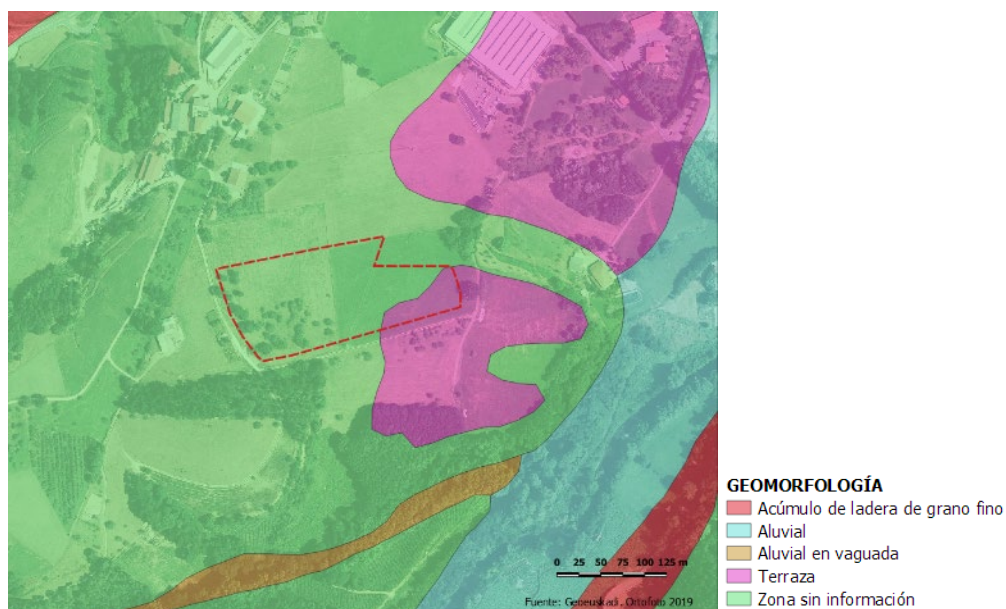 0 25 50 75 100 125 m
Fuente: Geoeuskadi. Ortofoto 2019
GEOMORFOLOGÍA
Acúmulo de ladera de grano fino
Aluvial
Aluvial en vaguada
Terraza
Zona sin información